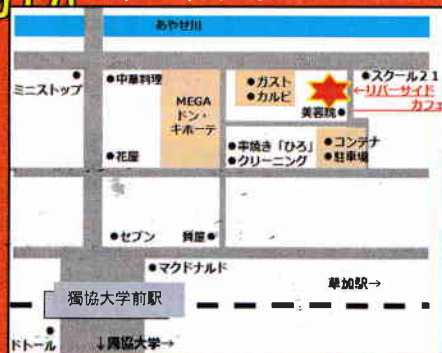 あやせ川
ミニストップ
●中華料理
MEGA
ドン・
キホーテ
●ガスト
●カルビ
美容院●
●スクール21
←リバーサイド
カフェ
●花屋
●串焼き「ひろ」
●クリーニング
●コンテナ
●駐車場
●セブン
質屋●
●マクドナルド
草加駅→
獨協大学前駅
ドトール
↓獨協大学→